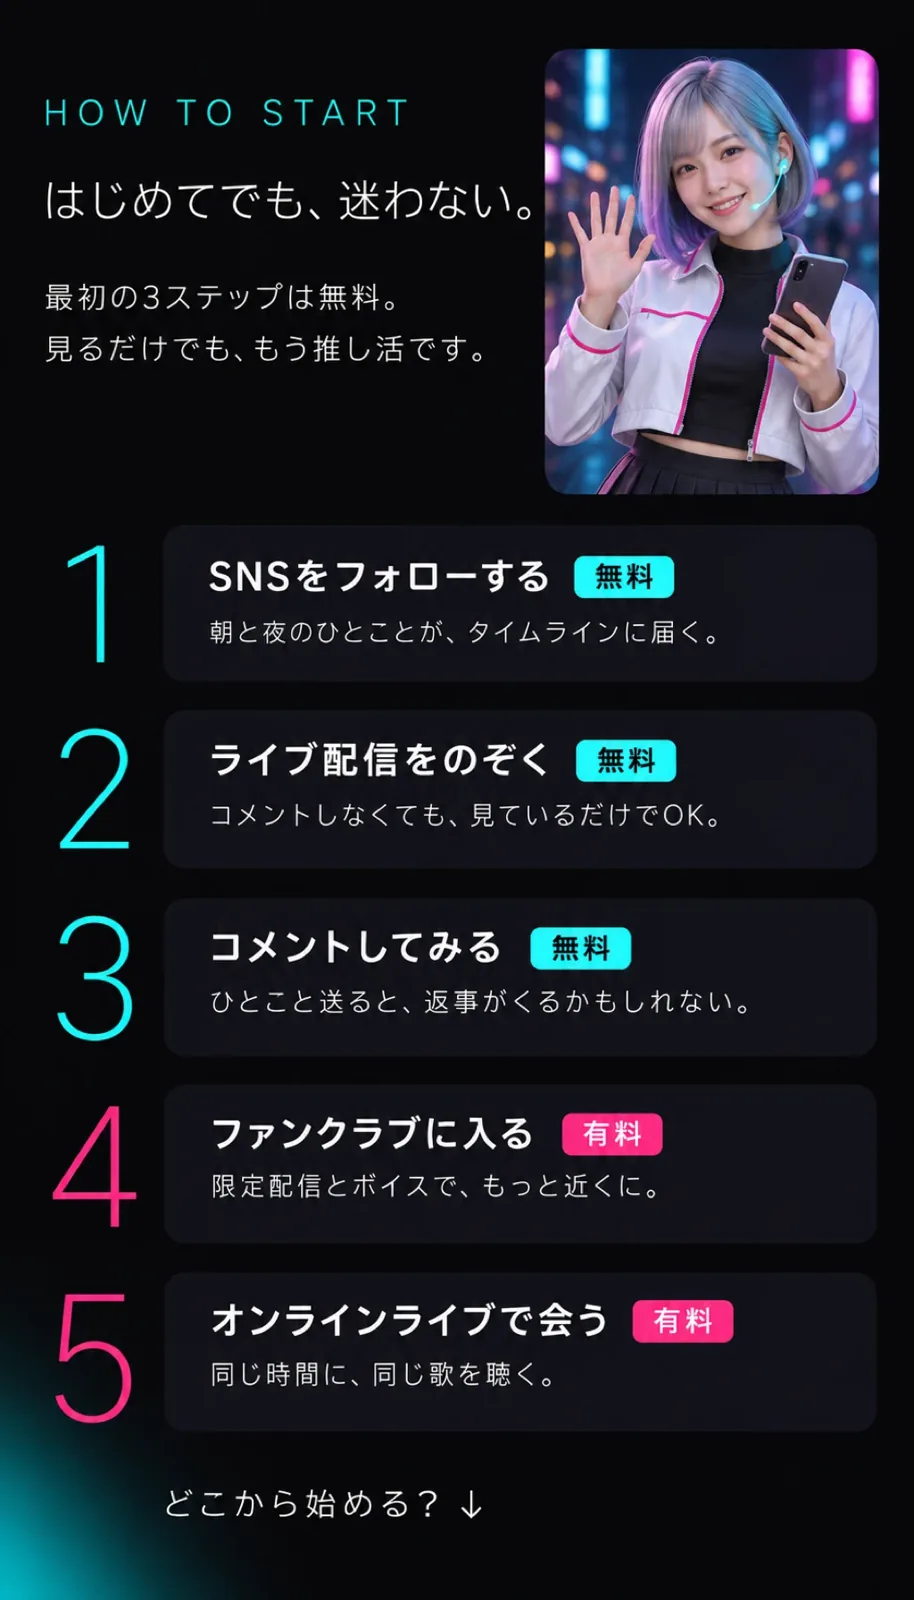 HOW TO START
はじめてでも、迷わない。
最初の3ステップは無料。
見るだけでも、もう推し活です。
1
SNSをフォローする 無料
朝と夜のひとことが、タイムラインに届く。
2
ライブ配信をのぞく 無料
コメントしなくても、見ているだけでOK。
3
コメントしてみる 無料
ひとこと送ると、返事がくるかもしれない。
4
ファンクラブに入る 有料
限定配信とボイスで、もっと近くに。
5
オンラインライブで会う 有料
同じ時間に、同じ歌を聴く。
どこから始める？ ↓